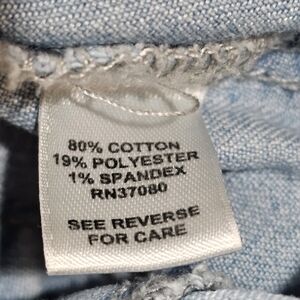 80% COTTON
19% POLYESTER
1% SPANDEX
RN37080
SEE REVERSE
FOR CARE